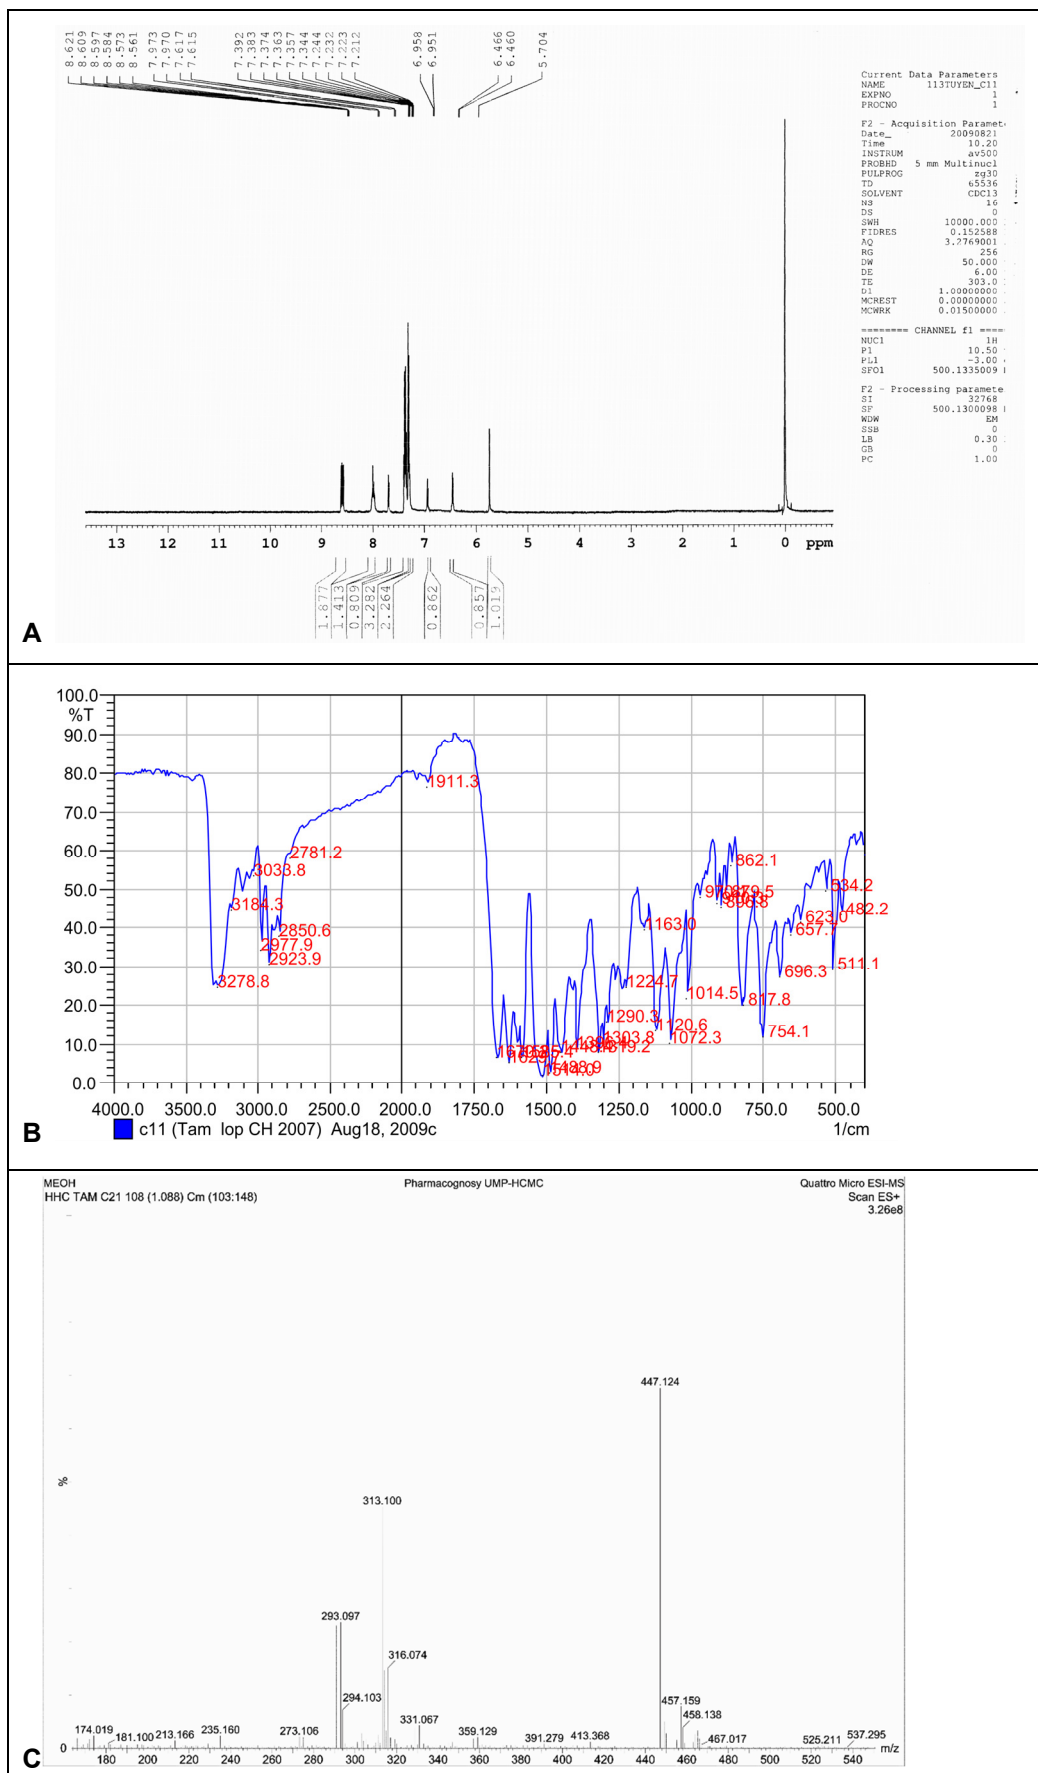 8.621
8.609
8.597
8.584
8.573
8.561
7.973
7.970
7.617
7.615
7.392
7.383
7.374
7.363
7.357
7.344
7.244
7.232
7.223
7.212
6.958
6.951
6.466
6.460
5.704
Current Data Parameters
NAME 113TUYEN_C11
EXPNO 1
PROCNO 1
F2 - Acquisition Paramet
Date_ 20090821
Time 10.20
INSTRUM av500
PROBHD 5 mm Multinucl
PULPROG zg30
TD 65536
SOLVENT CDCl3
NS 16
DS 0
SWH 10000.000
FIDRES 0.152588
AQ 3.2769001
RG 256
DW 50.000
DE 6.00
TE 303.0
D1 1.00000000
MCREST 0.00000000
MCWRK 0.01500000
======== CHANNEL f1 ====
NUC1 1H
P1 10.50
PL1 -3.00
SFO1 500.1335009
F2 - Processing paramete
SI 32768
SF 500.1300098
WDW EM
SSB 0
LB 0.30
GB 0
PC 1.00
13 12 11 10 9 8 7 6 5 4 3 2 1 0 ppm
1.877
1.413
0.809
3.282
2.264
0.862
0.857
1.019
A
100.0
%T
90.0
80.0
70.0
60.0
50.0
40.0
30.0
20.0
10.0
0.0
1911.3
2781.2
3033.8
3184.3
2850.6
2977.9
2923.9
3278.8
862.1
534.2
482.2
623.0
657.7
1163.0
1224.7
696.3
511.1
1014.5
817.8
1290.3
1120.6
754.1
1303.8
1072.3
1319.2
1488.9
1514.0
4000.0 3500.0 3000.0 2500.0 2000.0 1750.0 1500.0 1250.0 1000.0 750.0 500.0
c11 (Tam lop CH 2007) Aug18, 2009c 1/cm
B
MEOH Pharmacognosy UMP-HCMC Quattro Micro ESI-MS
HHC TAM C21 108 (1.088) Cm (103:148) Scan ES+
3.26e8
%
447.124
313.100
293.097
316.074
294.103
457.159
458.138
331.067
174.019
181.100
213.166
235.160
273.106
359.129
391.279
413.368
467.017
525.211
537.295
0
180 200 220 240 260 280 300 320 340 360 380 400 420 440 460 480 500 520 540 m/z
C